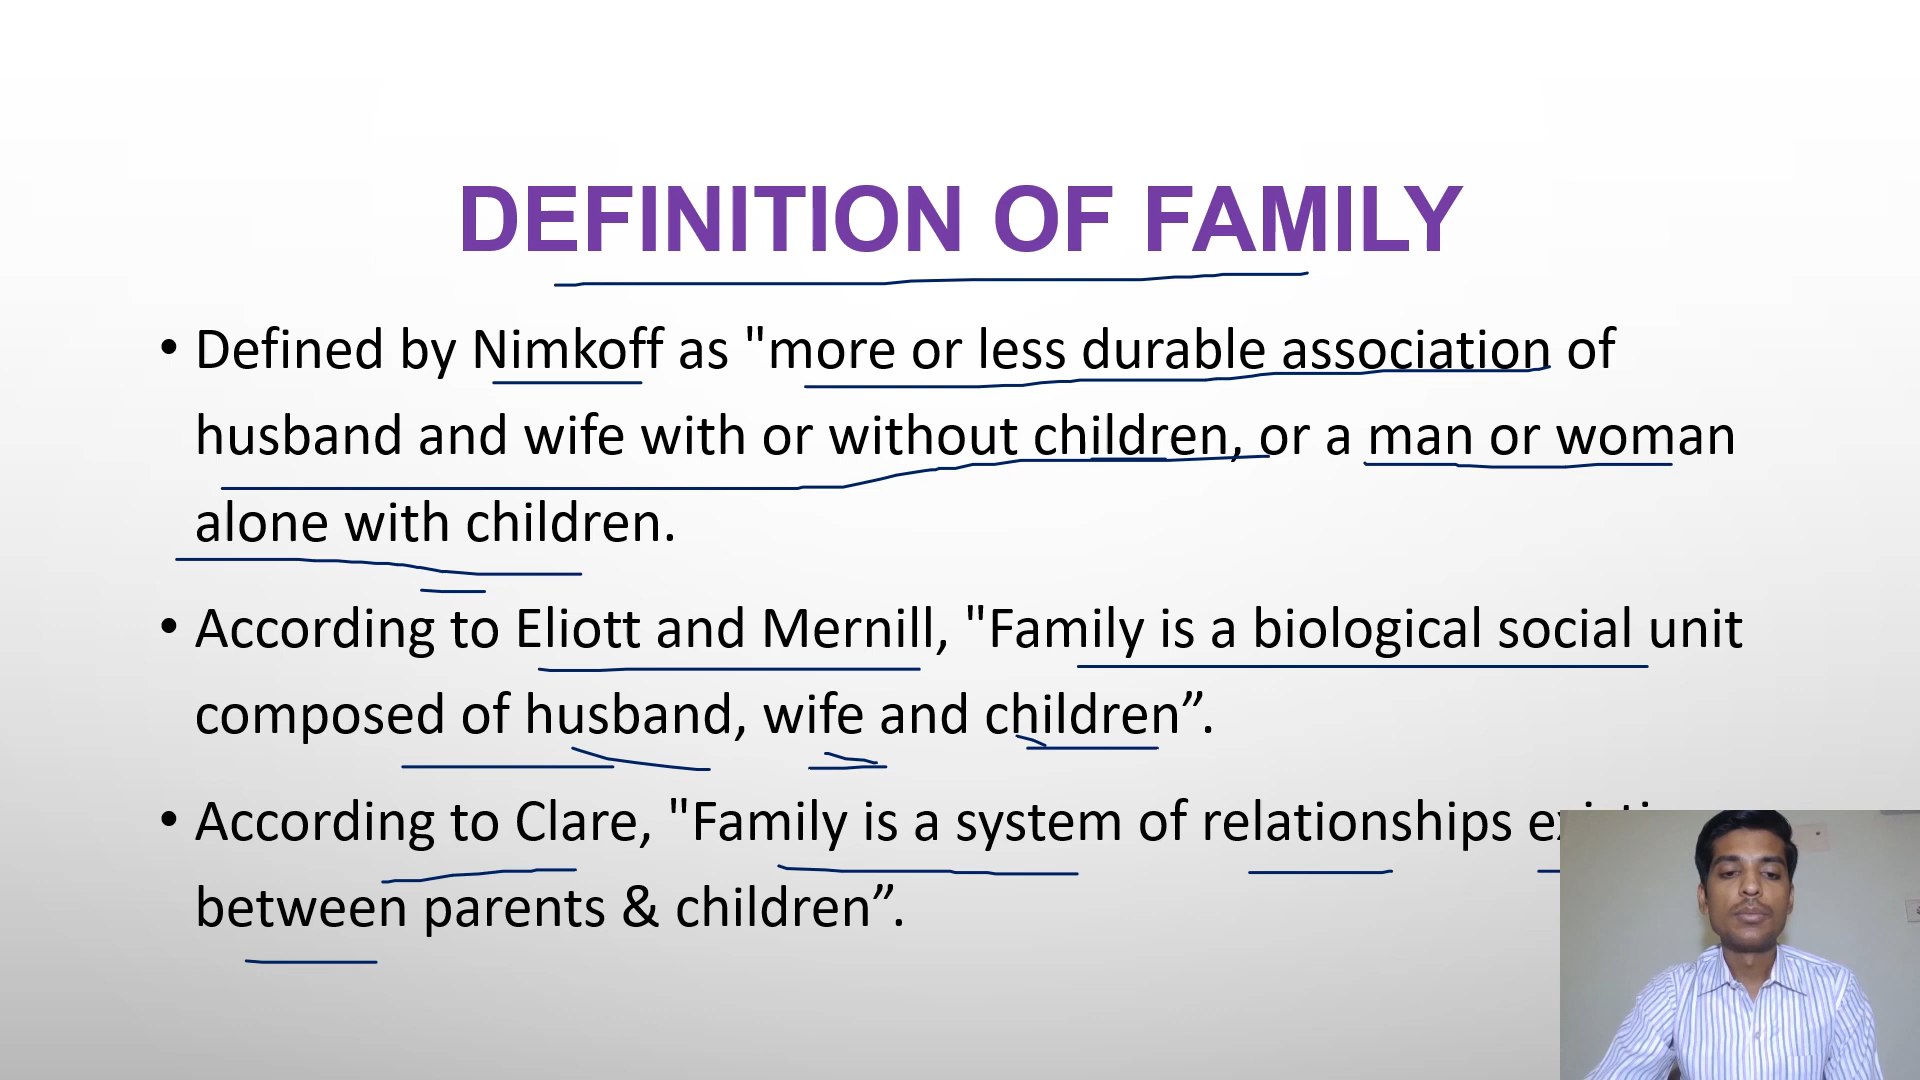 DEFINITION OF FAMILY
• Defined by Nimkoff as "more or less durable association of
husband and wife with or without children, or a man or woman
alone with children.
• According to Eliott and Mernill, "Family is a biological social unit
composed of husband, wife and children”.
• According to Clare, "Family is a system of relationships
between parents & children”.